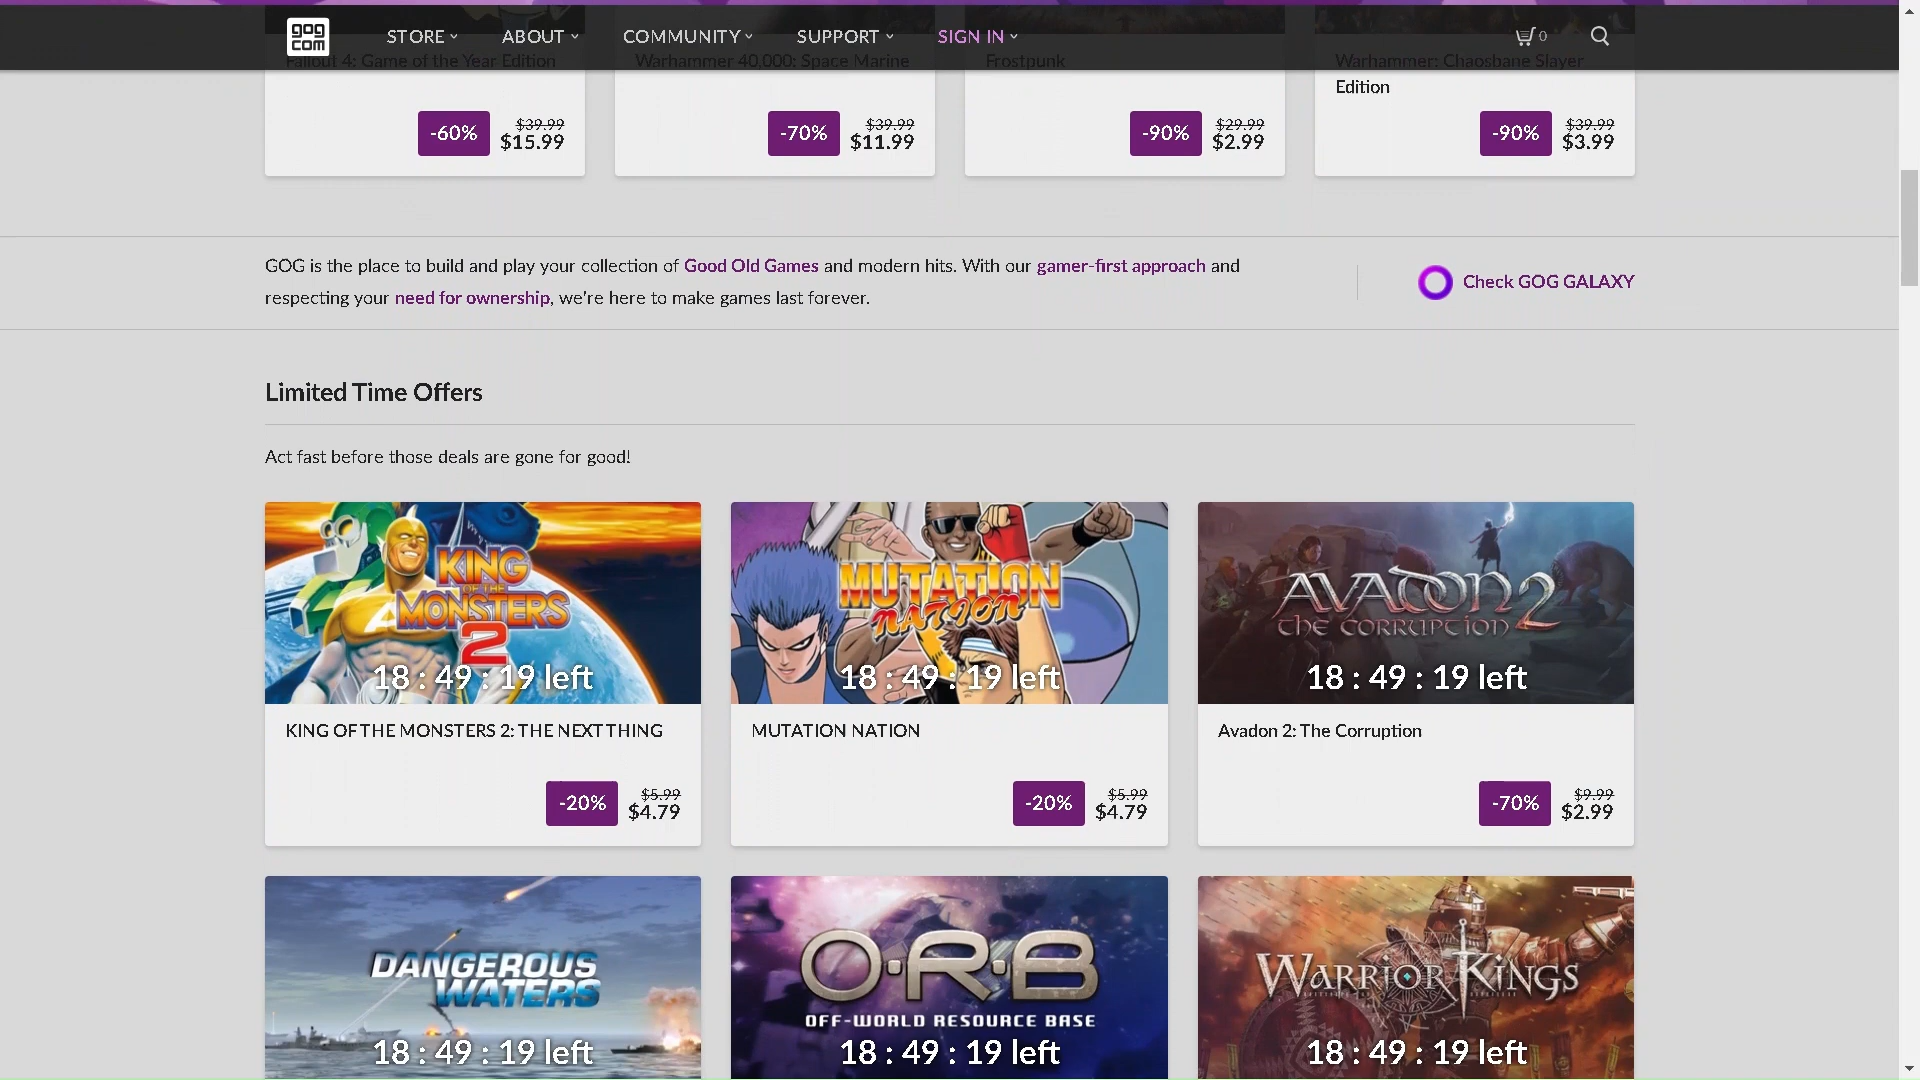 gog
com
STORE
ABOUT
COMMUNITY
SUPPORT
SIGN IN
0
Fallout 4: Game of the Year Edition
Warhammer 40,000: Space Marine
Frostpunk
Warhammer: Chaosbane Slayer
Edition
-60%
$39.99
$15.99
-70%
$39.99
$11.99
-90%
$29.99
$2.99
-90%
$39.99
$3.99
GOG is the place to build and play your collection of Good Old Games and modern hits. With our gamer-first approach and
respecting your need for ownership, we're here to make games last forever.
Check GOG GALAXY
Limited Time Offers
Act fast before those deals are gone for good!
KING
OF THE
MONSTERS
2
18 : 49 : 19 left
MUTATION
NATION
18 : 49 : 19 left
AVADON 2
THE CORRUPTION
18 : 49 : 19 left
KING OF THE MONSTERS 2: THE NEXT THING
-20%
$5.99
$4.79
MUTATION NATION
-20%
$5.99
$4.79
Avadon 2: The Corruption
-70%
$9.99
$2.99
DANGEROUS
WATERS
18 : 49 : 19 left
O·R·B
OFF-WORLD RESOURCE BASE
18 : 49 : 19 left
WARRIOR KINGS
18 : 49 : 19 left